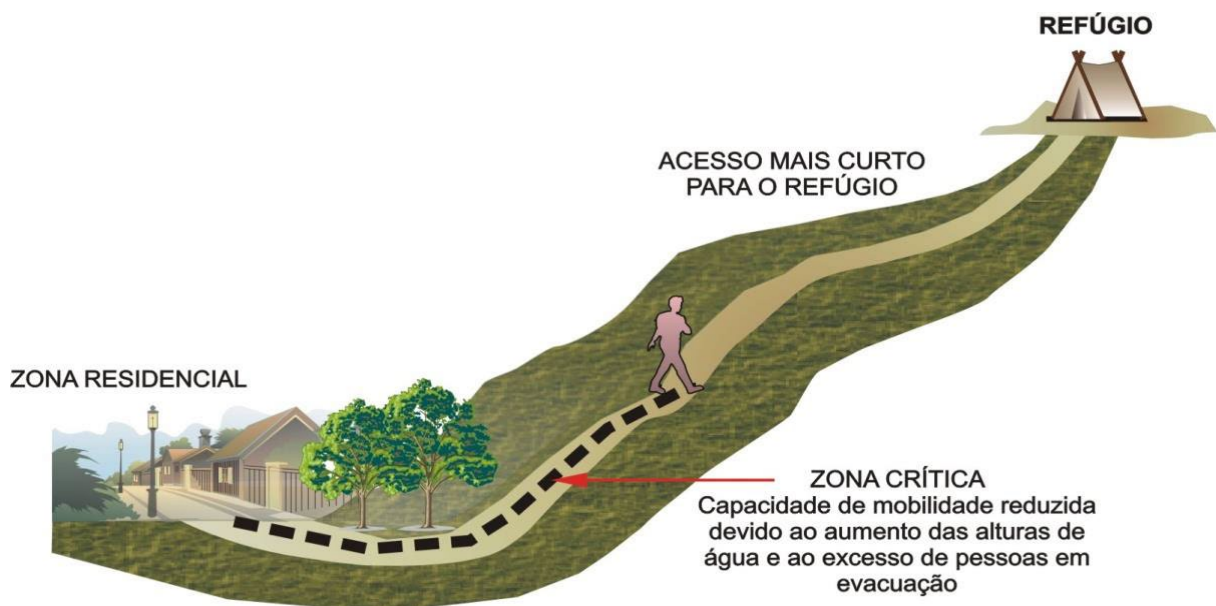 REFÚGIO
ACESSO MAIS CURTO
PARA O REFÚGIO
ZONA RESIDENCIAL
ZONA CRÍTICA
Capacidade de mobilidade reduzida
devido ao aumento das alturas de
água e ao excesso de pessoas em
evacuação